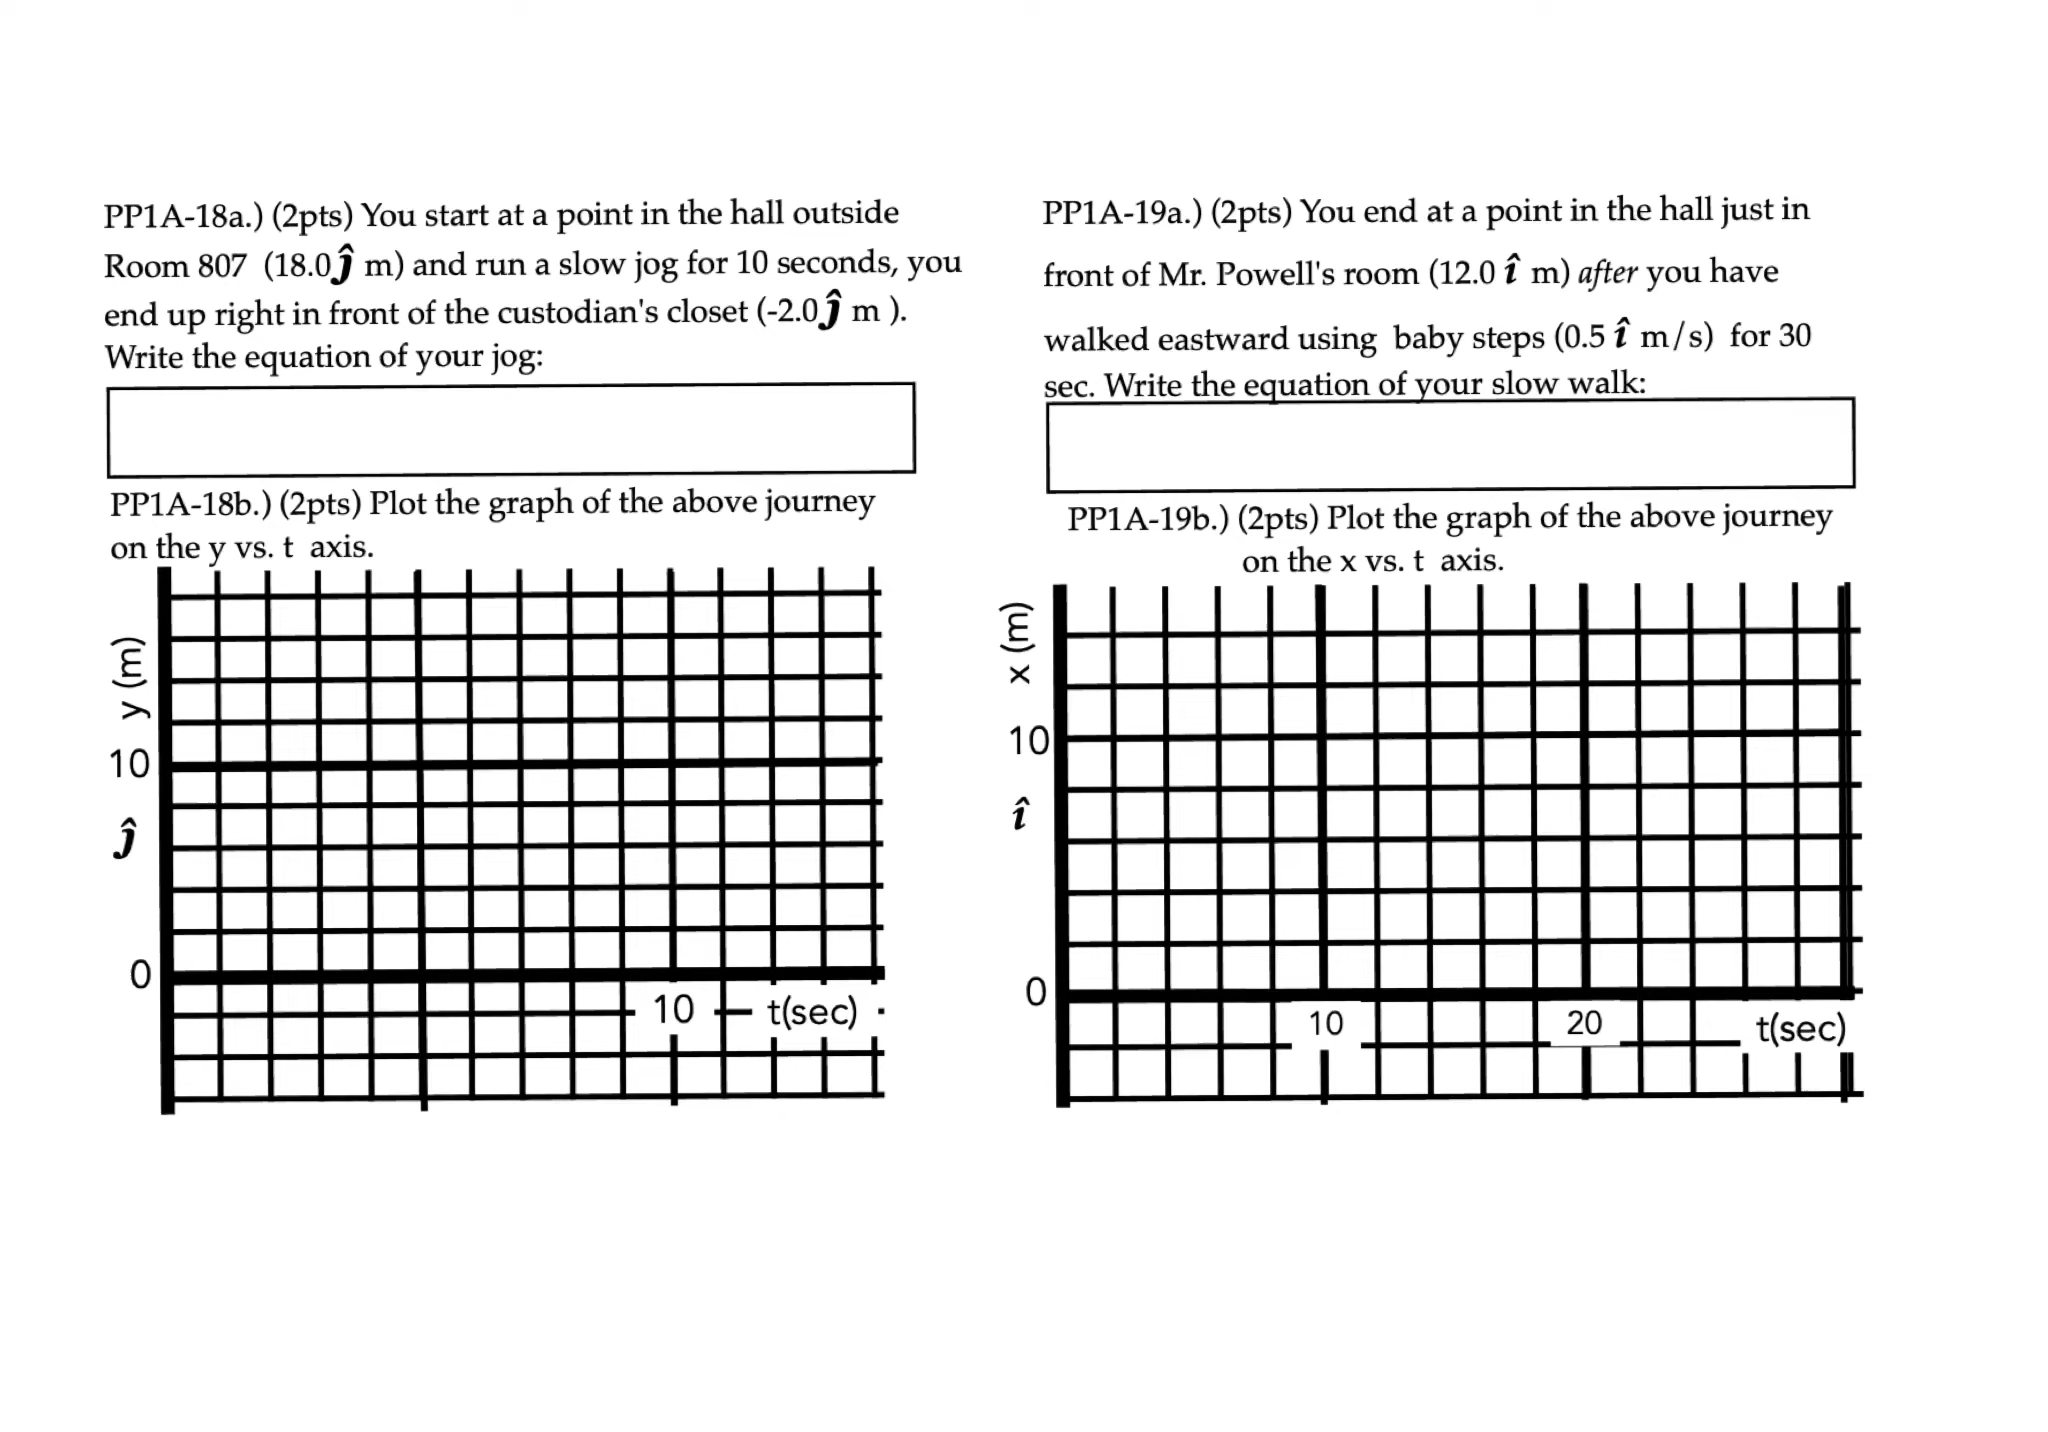 PP1A-18a.) (2pts) You start at a point in the hall outside
Room 807 (18.0ĵ m) and run a slow jog for 10 seconds, you
end up right in front of the custodian's closet (-2.0ĵ m ).
Write the equation of your jog:
PP1A-18b.) (2pts) Plot the graph of the above journey
on the y vs. t axis.
y (m)
10
ĵ
0
10
t(sec)
PP1A-19a.) (2pts) You end at a point in the hall just in
front of Mr. Powell's room (12.0 î m) after you have
walked eastward using baby steps (0.5 î m/s) for 30
sec. Write the equation of your slow walk:
PP1A-19b.) (2pts) Plot the graph of the above journey
on the x vs. t axis.
x (m)
10
î
0
10
20
t(sec)